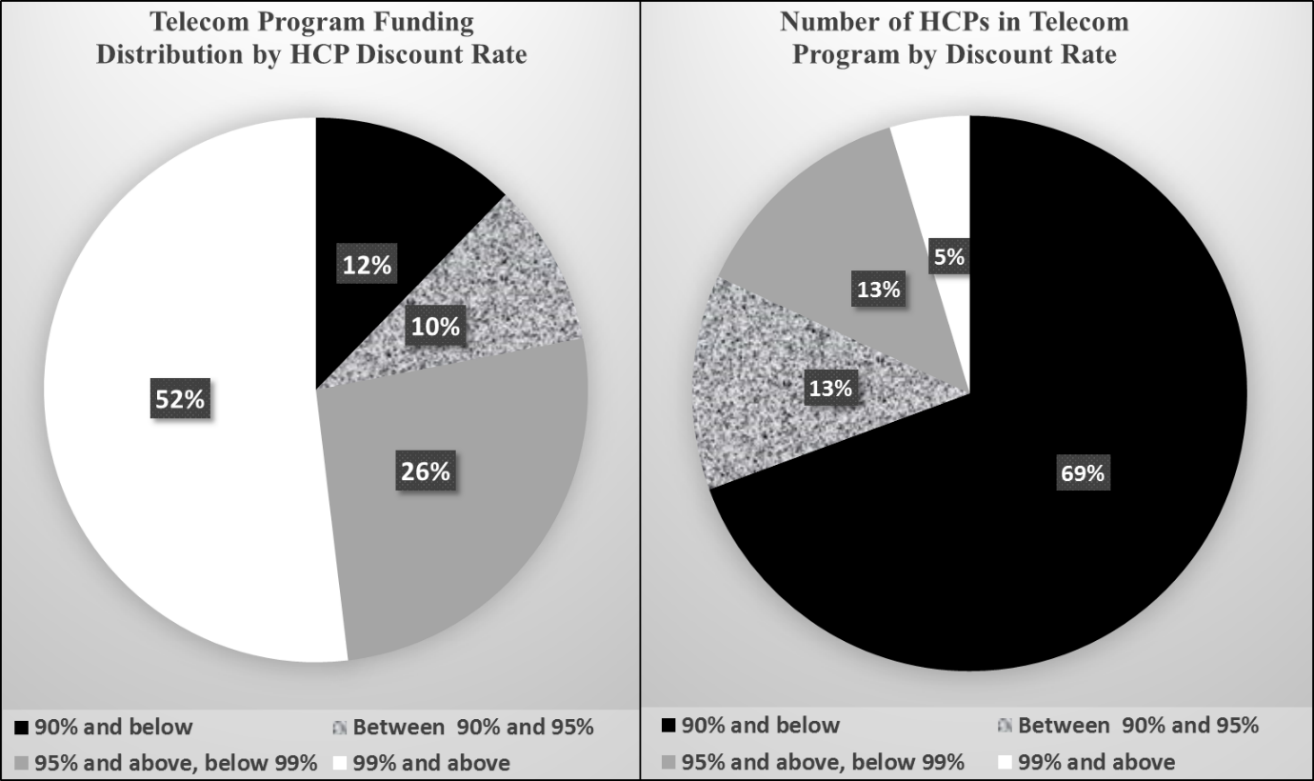 Telecom Program Funding
Distribution by HCP Discount Rate
12%
10%
52%
26%
90% and below
Between 90% and 95%
95% and above, below 99%
99% and above
Number of HCPs in Telecom
Program by Discount Rate
5%
13%
13%
69%
90% and below
Between 90% and 95%
95% and above, below 99%
99% and above